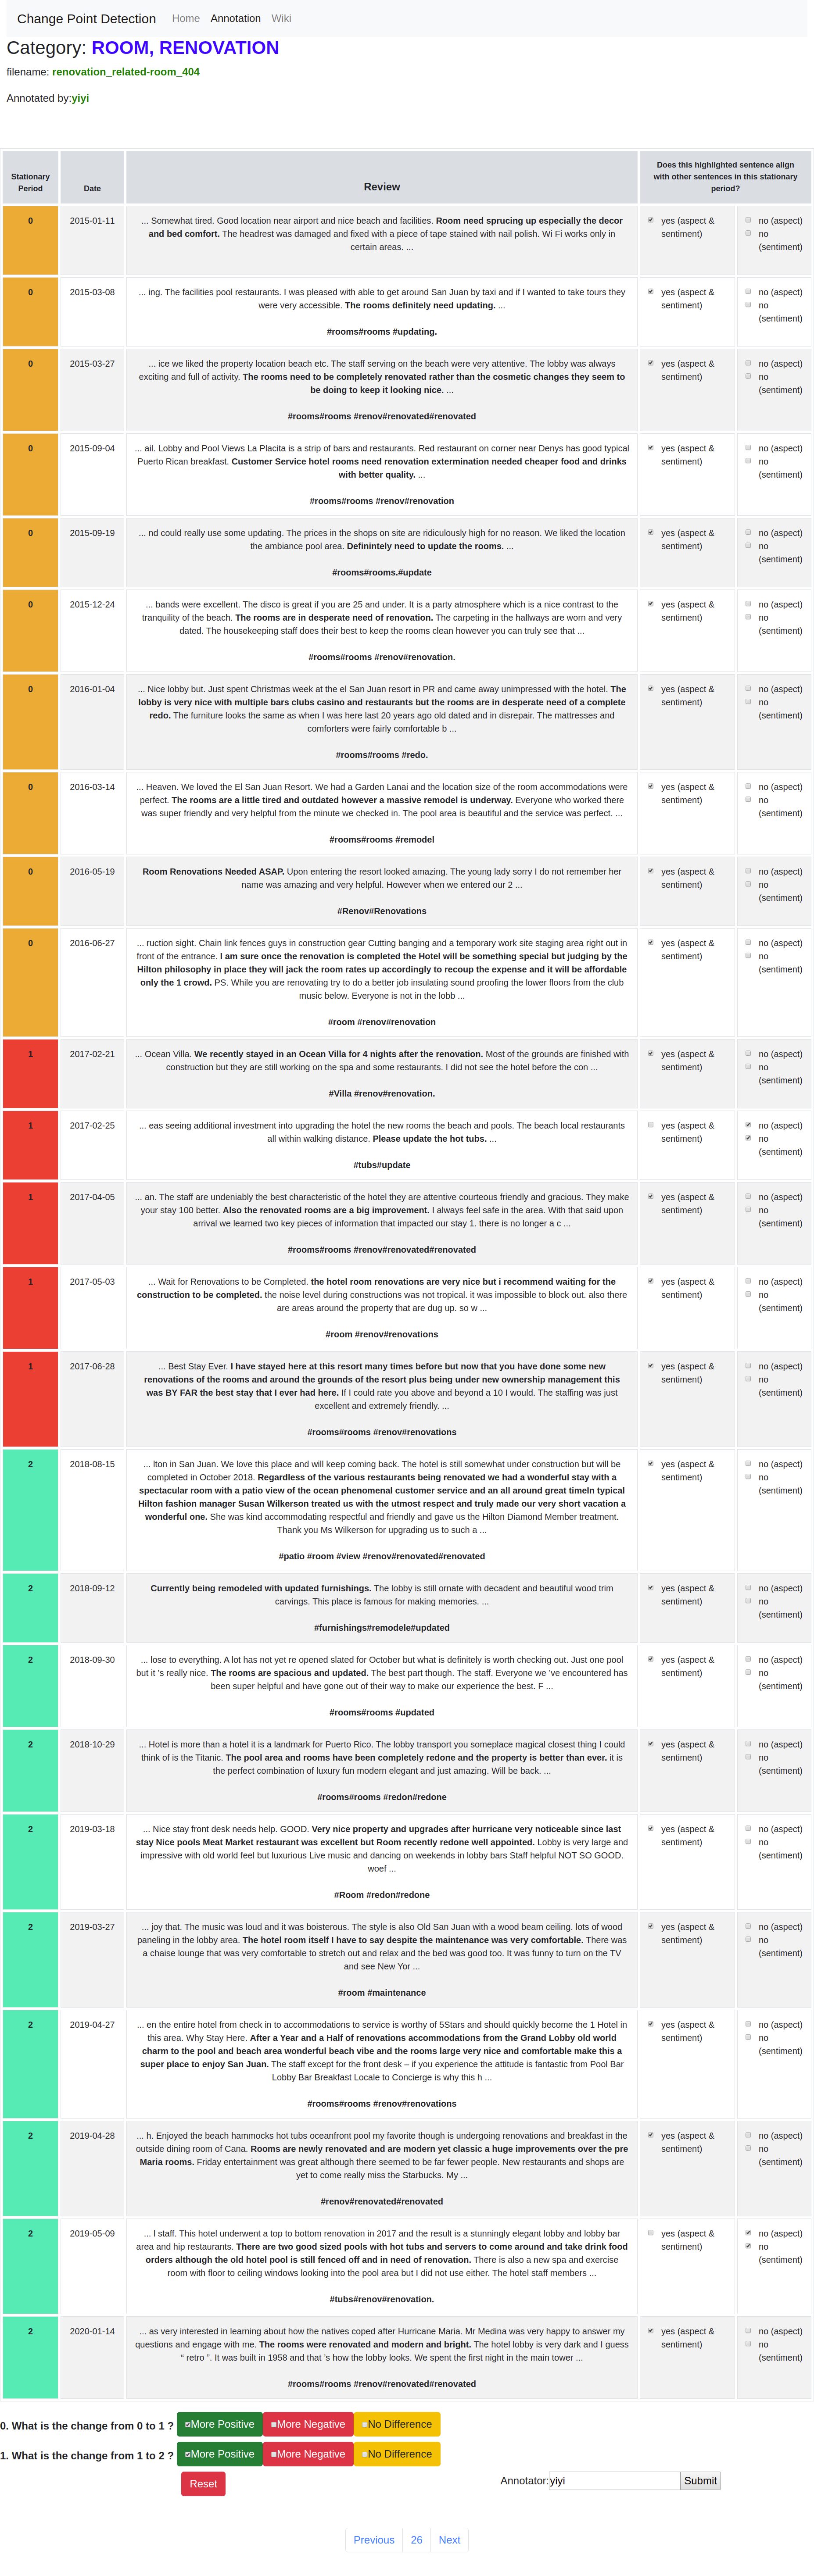 Change Point Detection Home Annotation Wiki
Category: ROOM, RENOVATION
filename: renovation_related-room_404
Annotated by:yiyi
Stationary Period Date Review Does this highlighted sentence align with other sentences in this stationary period?
0 2015-01-11 ... Somewhat tired. Good location near airport and nice beach and facilities. Room need sprucing up especially the decor
and bed comfort. The headrest was damaged and fixed with a piece of tape stained with nail polish. Wi Fi works only in
certain areas. ...
yes (aspect & sentiment) no (aspect) no (sentiment)
0 2015-03-08 ... ing. The facilities pool restaurants. I was pleased with able to get around San Juan by taxi and if I wanted to take tours they
were very accessible. The rooms definitely need updating. ...
#rooms#rooms #updating.
yes (aspect & sentiment) no (aspect) no (sentiment)
0 2015-03-27 ... ice we liked the property location beach etc. The staff serving on the beach were very attentive. The lobby was always
exciting and full of activity. The rooms need to be completely renovated rather than the cosmetic changes they seem to
be doing to keep it looking nice. ...
#rooms#rooms #renov#renovated#renovated
yes (aspect & sentiment) no (aspect) no (sentiment)
0 2015-09-04 ... ail. Lobby and Pool Views La Placita is a strip of bars and restaurants. Red restaurant on corner near Denys has good typical
Puerto Rican breakfast. Customer Service hotel rooms need renovation extermination needed cheaper food and drinks
with better quality. ...
#rooms#rooms #renov#renovation
yes (aspect & sentiment) no (aspect) no (sentiment)
0 2015-09-19 ... nd could really use some updating. The prices in the shops on site are ridiculously high for no reason. We liked the location
the ambiance pool area. Definintely need to update the rooms. ...
#rooms#rooms.#update
yes (aspect & sentiment) no (aspect) no (sentiment)
0 2015-12-24 ... bands were excellent. The disco is great if you are 25 and under. It is a party atmosphere which is a nice contrast to the
tranquility of the beach. The rooms are in desperate need of renovation. The carpeting in the hallways are worn and very
dated. The housekeeping staff does their best to keep the rooms clean however you can truly see that ...
#rooms#rooms #renov#renovation.
yes (aspect & sentiment) no (aspect) no (sentiment)
0 2016-01-04 ... Nice lobby but. Just spent Christmas week at the el San Juan resort in PR and came away unimpressed with the hotel. The
lobby is very nice with multiple bars clubs casino and restaurants but the rooms are in desperate need of a complete
redo. The furniture looks the same as when I was here last 20 years ago old dated and in disrepair. The mattresses and
comforters were fairly comfortable b ...
#rooms#rooms #redo.
yes (aspect & sentiment) no (aspect) no (sentiment)
0 2016-03-14 ... Heaven. We loved the El San Juan Resort. We had a Garden Lanai and the location size of the room accommodations were
perfect. The rooms are a little tired and outdated however a massive remodel is underway. Everyone who worked there
was super friendly and very helpful from the minute we checked in. The pool area is beautiful and the service was perfect. ...
#rooms#rooms #remodel
yes (aspect & sentiment) no (aspect) no (sentiment)
0 2016-05-19 Room Renovations Needed ASAP. Upon entering the resort looked amazing. The young lady sorry I do not remember her
name was amazing and very helpful. However when we entered our 2 ...
#Renov#Renovations
yes (aspect & sentiment) no (aspect) no (sentiment)
0 2016-06-27 ... ruction sight. Chain link fences guys in construction gear Cutting banging and a temporary work site staging area right out in
front of the entrance. I am sure once the renovation is completed the Hotel will be something special but judging by the
Hilton philosophy in place they will jack the room rates up accordingly to recoup the expense and it will be affordable
only the 1 crowd. PS. While you are renovating try to do a better job insulating sound proofing the lower floors from the club
music below. Everyone is not in the lobb ...
#room #renov#renovation
yes (aspect & sentiment) no (aspect) no (sentiment)
1 2017-02-21 ... Ocean Villa. We recently stayed in an Ocean Villa for 4 nights after the renovation. Most of the grounds are finished with
construction but they are still working on the spa and some restaurants. I did not see the hotel before the con ...
#Villa #renov#renovation.
yes (aspect & sentiment) no (aspect) no (sentiment)
1 2017-02-25 ... eas seeing additional investment into upgrading the hotel the new rooms the beach and pools. The beach local restaurants
all within walking distance. Please update the hot tubs. ...
#tubs#update
yes (aspect & sentiment) no (aspect) no (sentiment)
1 2017-04-05 ... an. The staff are undeniably the best characteristic of the hotel they are attentive courteous friendly and gracious. They make
your stay 100 better. Also the renovated rooms are a big improvement. I always feel safe in the area. With that said upon
arrival we learned two key pieces of information that impacted our stay 1. there is no longer a c ...
#rooms#rooms #renov#renovated#renovated
yes (aspect & sentiment) no (aspect) no (sentiment)
1 2017-05-03 ... Wait for Renovations to be Completed. the hotel room renovations are very nice but i recommend waiting for the
construction to be completed. the noise level during constructions was not tropical. it was impossible to block out. also there
are areas around the property that are dug up. so w ...
#room #renov#renovations
yes (aspect & sentiment) no (aspect) no (sentiment)
1 2017-06-28 ... Best Stay Ever. I have stayed here at this resort many times before but now that you have done some new
renovations of the rooms and around the grounds of the resort plus being under new ownership management this
was BY FAR the best stay that I ever had here. If I could rate you above and beyond a 10 I would. The staffing was just
excellent and extremely friendly. ...
#rooms#rooms #renov#renovations
yes (aspect & sentiment) no (aspect) no (sentiment)
2 2018-08-15 ... lton in San Juan. We love this place and will keep coming back. The hotel is still somewhat under construction but will be
completed in October 2018. Regardless of the various restaurants being renovated we had a wonderful stay with a
spectacular room with a patio view of the ocean phenomenal customer service and an all around great timeIn typical
Hilton fashion manager Susan Wilkerson treated us with the utmost respect and truly made our very short vacation a
wonderful one. She was kind accommodating respectful and friendly and gave us the Hilton Diamond Member treatment.
Thank you Ms Wilkerson for upgrading us to such a ...
#patio #room #view #renov#renovated#renovated
yes (aspect & sentiment) no (aspect) no (sentiment)
2 2018-09-12 Currently being remodeled with updated furnishings. The lobby is still ornate with decadent and beautiful wood trim
carvings. This place is famous for making memories. ...
#furnishings#remodele#updated
yes (aspect & sentiment) no (aspect) no (sentiment)
2 2018-09-30 ... lose to everything. A lot has not yet re opened slated for October but what is definitely is worth checking out. Just one pool
but it 's really nice. The rooms are spacious and updated. The best part though. The staff. Everyone we 've encountered has
been super helpful and have gone out of their way to make our experience the best. F ...
#rooms#rooms #updated
yes (aspect & sentiment) no (aspect) no (sentiment)
2 2018-10-29 ... Hotel is more than a hotel it is a landmark for Puerto Rico. The lobby transport you someplace magical closest thing I could
think of is the Titanic. The pool area and rooms have been completely redone and the property is better than ever. it is
the perfect combination of luxury fun modern elegant and just amazing. Will be back. ...
#rooms#rooms #redon#redone
yes (aspect & sentiment) no (aspect) no (sentiment)
2 2019-03-18 ... Nice stay front desk needs help. GOOD. Very nice property and upgrades after hurricane very noticeable since last
stay Nice pools Meat Market restaurant was excellent but Room recently redone well appointed. Lobby is very large and
impressive with old world feel but luxurious Live music and dancing on weekends in lobby bars Staff helpful NOT SO GOOD.
woef ...
#Room #redon#redone
yes (aspect & sentiment) no (aspect) no (sentiment)
2 2019-03-27 ... joy that. The music was loud and it was boisterous. The style is also Old San Juan with a wood beam ceiling. lots of wood
paneling in the lobby area. The hotel room itself I have to say despite the maintenance was very comfortable. There was
a chaise lounge that was very comfortable to stretch out and relax and the bed was good too. It was funny to turn on the TV
and see New Yor ...
#room #maintenance
yes (aspect & sentiment) no (aspect) no (sentiment)
2 2019-04-27 ... en the entire hotel from check in to accommodations to service is worthy of 5Stars and should quickly become the 1 Hotel in
this area. Why Stay Here. After a Year and a Half of renovations accommodations from the Grand Lobby old world
charm to the pool and beach area wonderful beach vibe and the rooms large very nice and comfortable make this a
super place to enjoy San Juan. The staff except for the front desk – if you experience the attitude is fantastic from Pool Bar
Lobby Bar Breakfast Locale to Concierge is why this h ...
#rooms#rooms #renov#renovations
yes (aspect & sentiment) no (aspect) no (sentiment)
2 2019-04-28 ... h. Enjoyed the beach hammocks hot tubs oceanfront pool my favorite though is undergoing renovations and breakfast in the
outside dining room of Cana. Rooms are newly renovated and are modern yet classic a huge improvements over the pre
Maria rooms. Friday entertainment was great although there seemed to be far fewer people. New restaurants and shops are
yet to come really miss the Starbucks. My ...
#renov#renovated#renovated
yes (aspect & sentiment) no (aspect) no (sentiment)
2 2019-05-09 ... l staff. This hotel underwent a top to bottom renovation in 2017 and the result is a stunningly elegant lobby and lobby bar
area and hip restaurants. There are two good sized pools with hot tubs and servers to come around and take drink food
orders although the old hotel pool is still fenced off and in need of renovation. There is also a new spa and exercise
room with floor to ceiling windows looking into the pool area but I did not use either. The hotel staff members ...
#tubs#renov#renovation.
yes (aspect & sentiment) no (aspect) no (sentiment)
2 2020-01-14 ... as very interested in learning about how the natives coped after Hurricane Maria. Mr Medina was very happy to answer my
questions and engage with me. The rooms were renovated and modern and bright. The hotel lobby is very dark and I guess
“ retro ”. It was built in 1958 and that 's how the lobby looks. We spent the first night in the main tower ...
#rooms#rooms #renov#renovated#renovated
yes (aspect & sentiment) no (aspect) no (sentiment)
0. What is the change from 0 to 1 ? More Positive More Negative No Difference
1. What is the change from 1 to 2 ? More Positive More Negative No Difference
Reset Annotator: yiyi Submit
Previous 26 Next